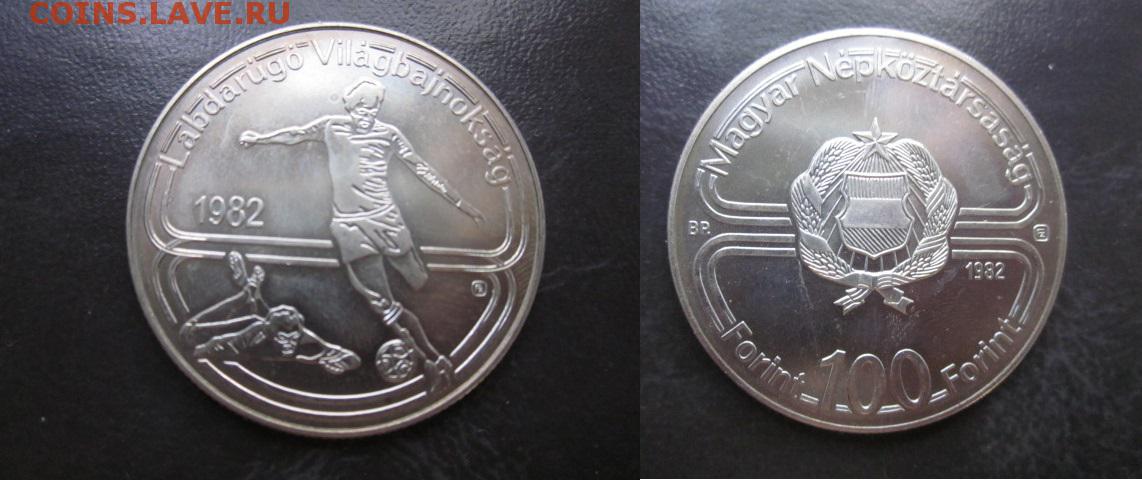 COINS.LAVE.RU
Labdarúgó Világbajnokság
1982
Magyar Népköztársaság
BP.
1982
Forint 100 Forint